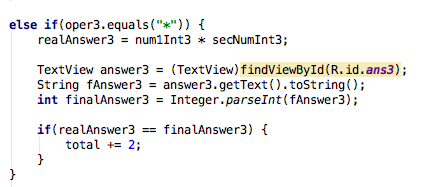 else if(oper3.equals("*")) {
    realAnswer3 = num1Int3 * secNumInt3;

    TextView answer3 = (TextView)findViewById(R.id.ans3);
    String fAnswer3 = answer3.getText().toString();
    int finalAnswer3 = Integer.parseInt(fAnswer3);

    if(realAnswer3 == finalAnswer3) {
        total += 2;
    }
}